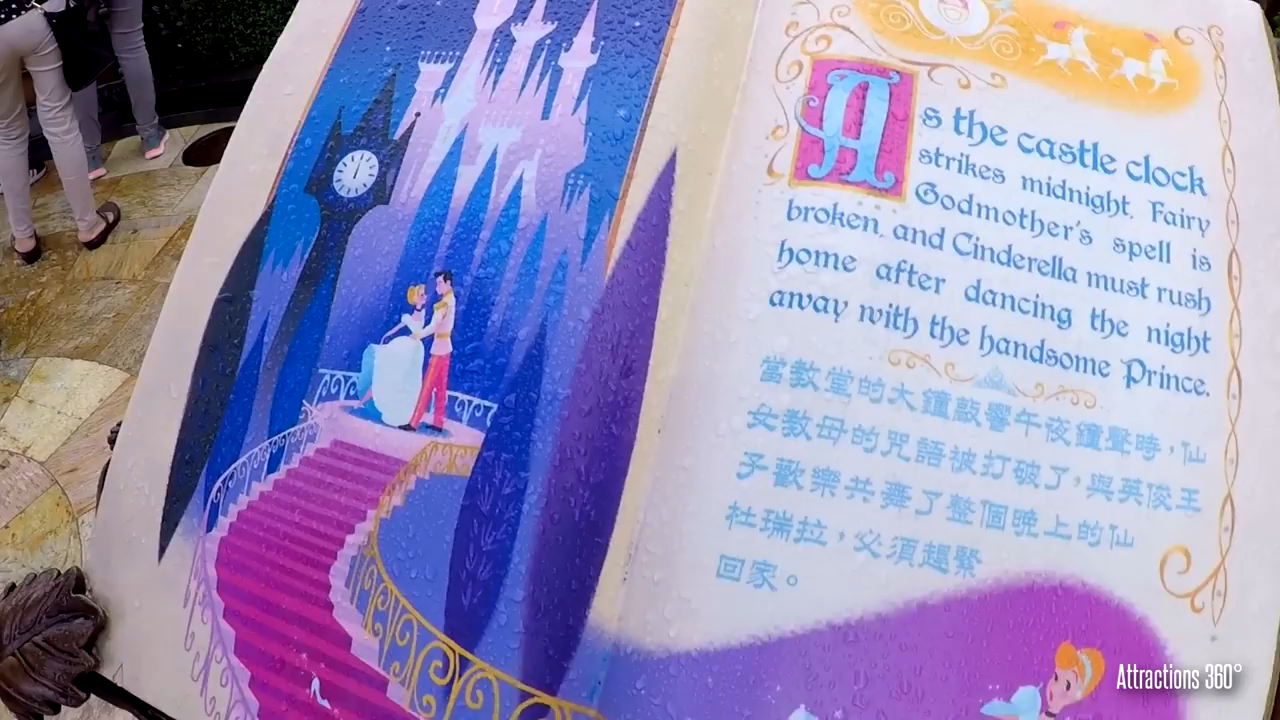 As the castle clock
strikes midnight, Fairy
Godmother's spell is
broken, and Cinderella must rush
home after dancing the night
away with the handsome Prince.
當教堂的大鐘敲響午夜鐘聲時，仙
女教母的咒語被打破了，與英俊王
子歡樂共舞了整個晚上的仙
杜瑞拉，必須趕緊
回家。
Attractions 360°